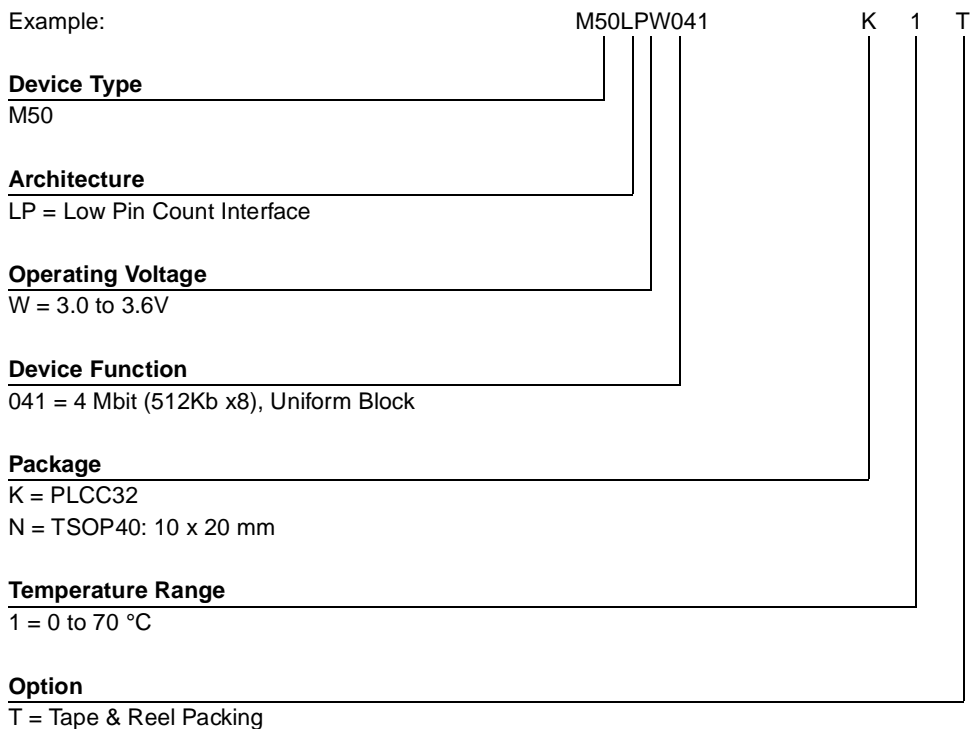 Example: M50LPW041 K 1 T
Device Type
M50
Architecture
LP = Low Pin Count Interface
Operating Voltage
W = 3.0 to 3.6V
Device Function
041 = 4 Mbit (512Kb x8), Uniform Block
Package
K = PLCC32
N = TSOP40: 10 x 20 mm
Temperature Range
1 = 0 to 70 °C
Option
T = Tape & Reel Packing